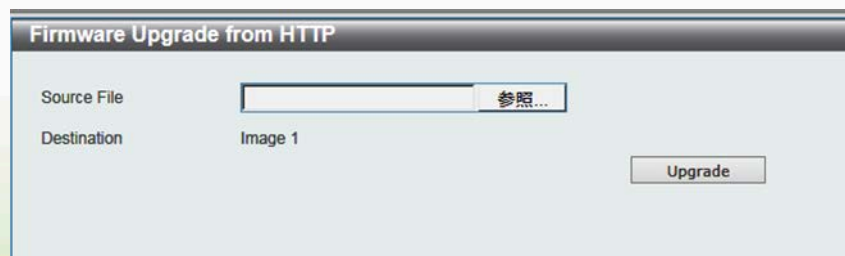 Firmware Upgrade from HTTP
Source File 参照...
Destination Image 1
Upgrade